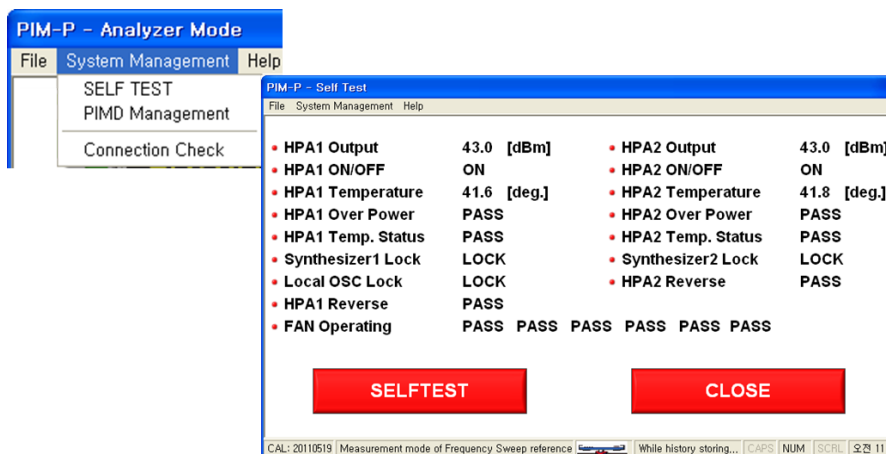 PIM-P - Analyzer Mode
File System Management Help
SELF TEST
PIMD Management
Connection Check
PIM-P - Self Test
File System Management Help
HPA1 Output 43.0 [dBm] HPA2 Output 43.0 [dBm]
HPA1 ON/OFF ON HPA2 ON/OFF ON
HPA1 Temperature 41.6 [deg.] HPA2 Temperature 41.8 [deg.]
HPA1 Over Power PASS HPA2 Over Power PASS
HPA1 Temp. Status PASS HPA2 Temp. Status PASS
Synthesizer1 Lock LOCK Synthesizer2 Lock LOCK
Local OSC Lock LOCK HPA2 Reverse PASS
HPA1 Reverse PASS
FAN Operating PASS PASS PASS PASS PASS PASS
SELFTEST CLOSE
CAL: 20110519 Measurement mode of Frequency Sweep reference While history storing... CAPS NUM SCRL 오전 11